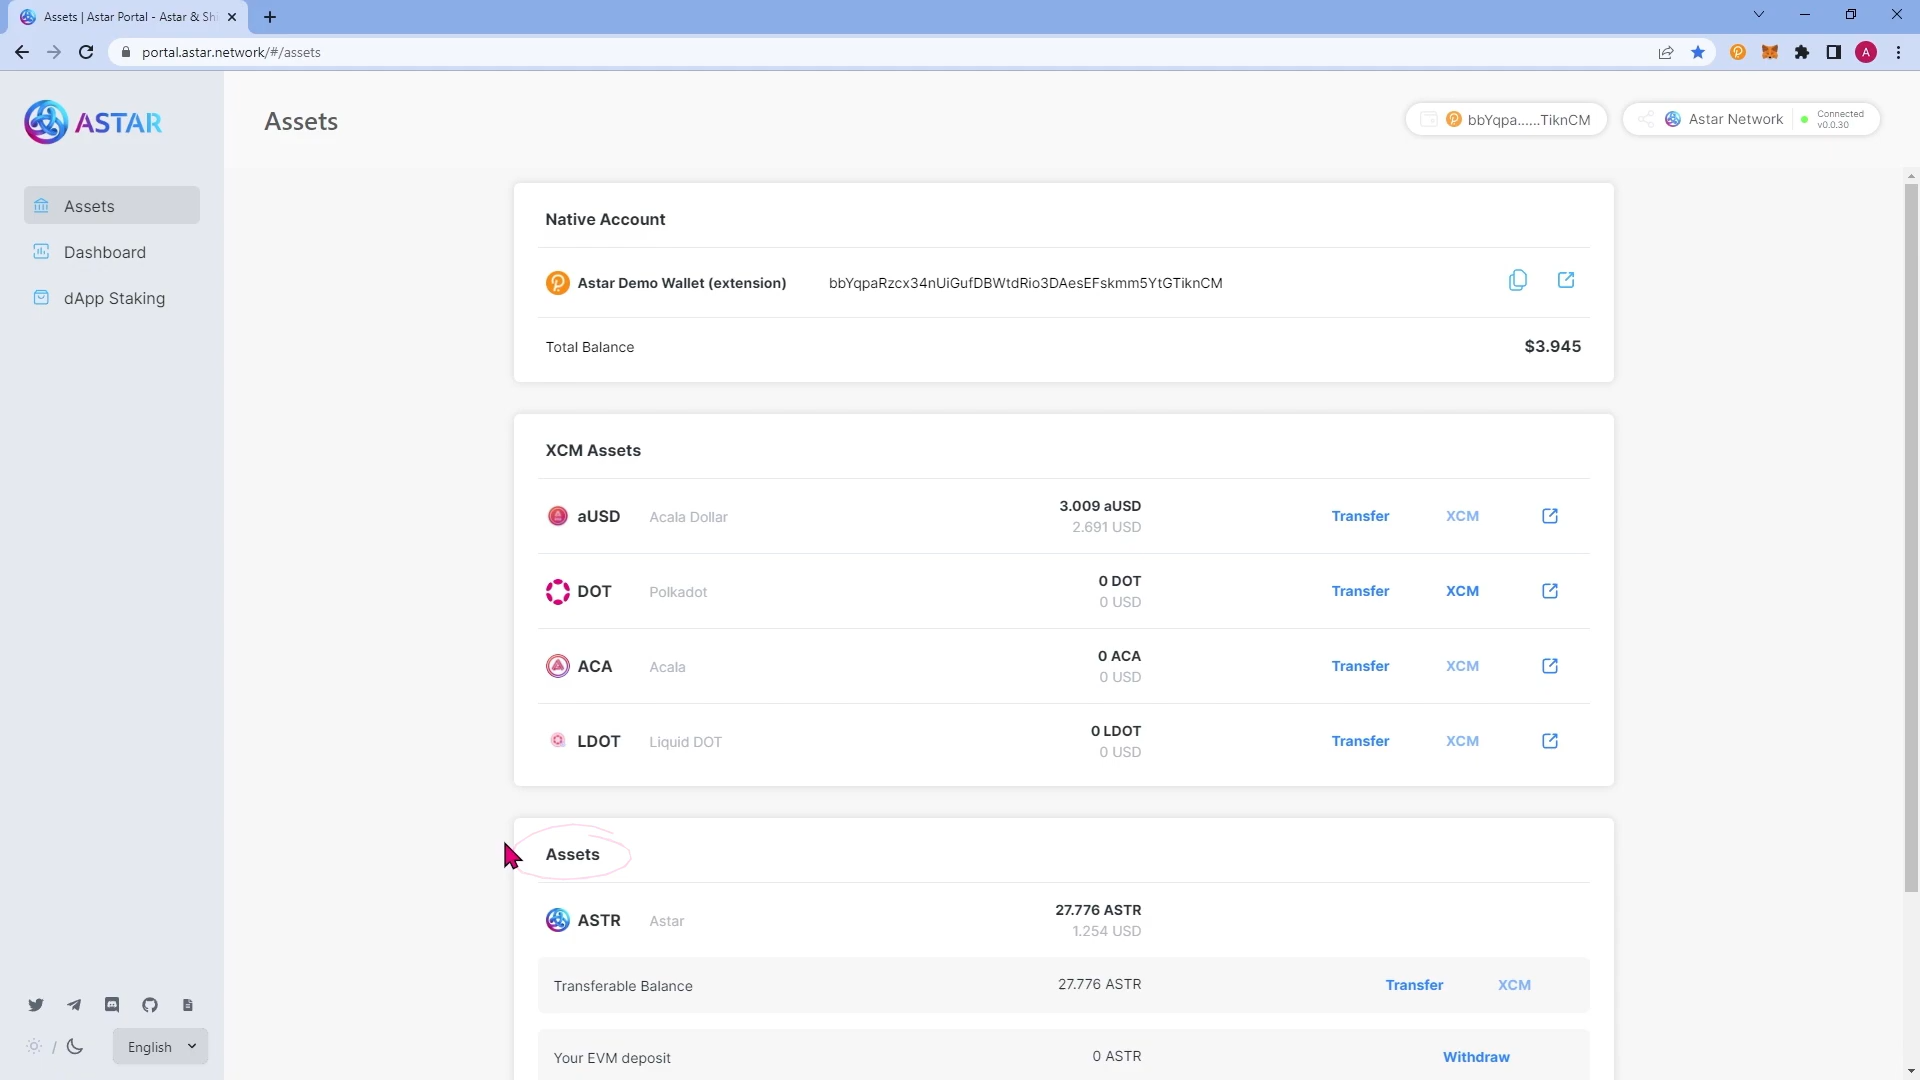 Assets | Astar Portal - Astar & Shi
portal.astar.network/#/assets
A
ASTAR
Assets
bbYqpa......TiknCM
Astar Network
Connected
v0.0.30
Assets
Dashboard
dApp Staking
Native Account
Astar Demo Wallet (extension) bbYqpaRzcx34nUiGufDBWtdRio3DAesEFskmm5YtGTiknCM
Total Balance $3.945
XCM Assets
aUSD Acala Dollar 3.009 aUSD Transfer XCM
2.691 USD
DOT Polkadot 0 DOT Transfer XCM
0 USD
ACA Acala 0 ACA Transfer XCM
0 USD
LDOT Liquid DOT 0 LDOT Transfer XCM
0 USD
Assets
ASTR Astar 27.776 ASTR
1.254 USD
Transferable Balance 27.776 ASTR Transfer XCM
Your EVM deposit 0 ASTR Withdraw
/
English